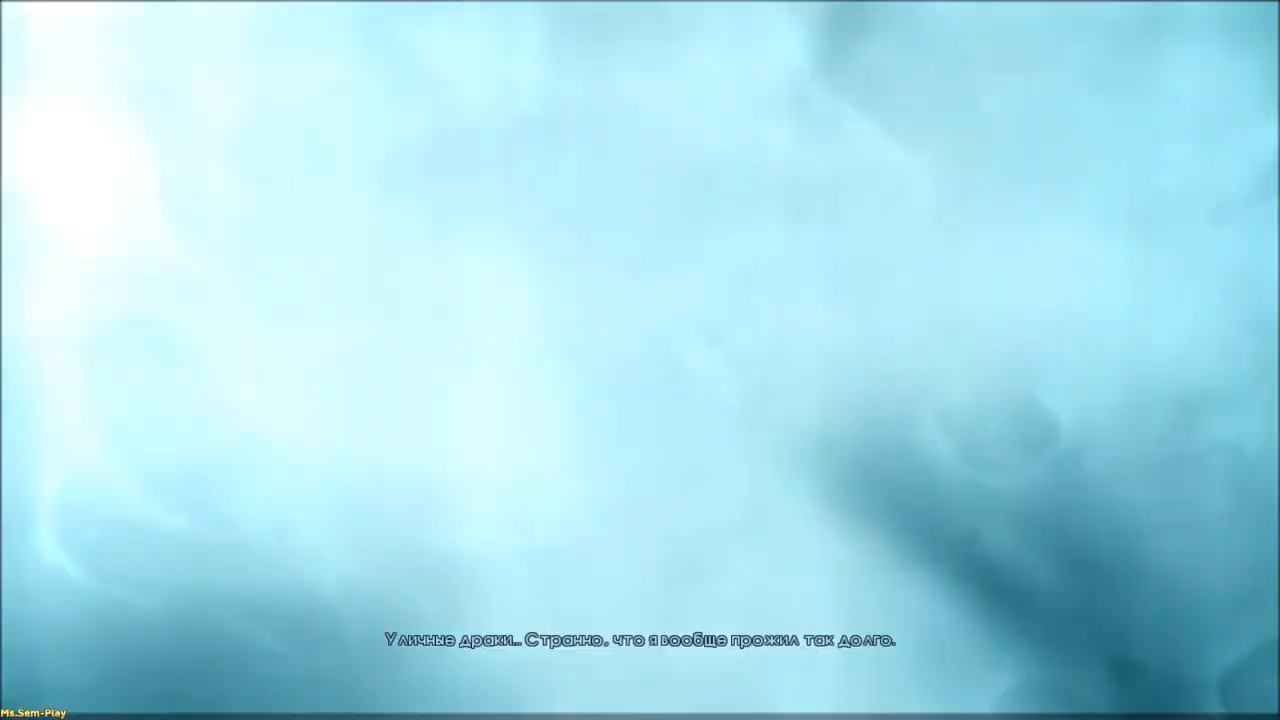 Уличные драки... Странно, что я вообще прожил так долго.
Ms.Sem-Play